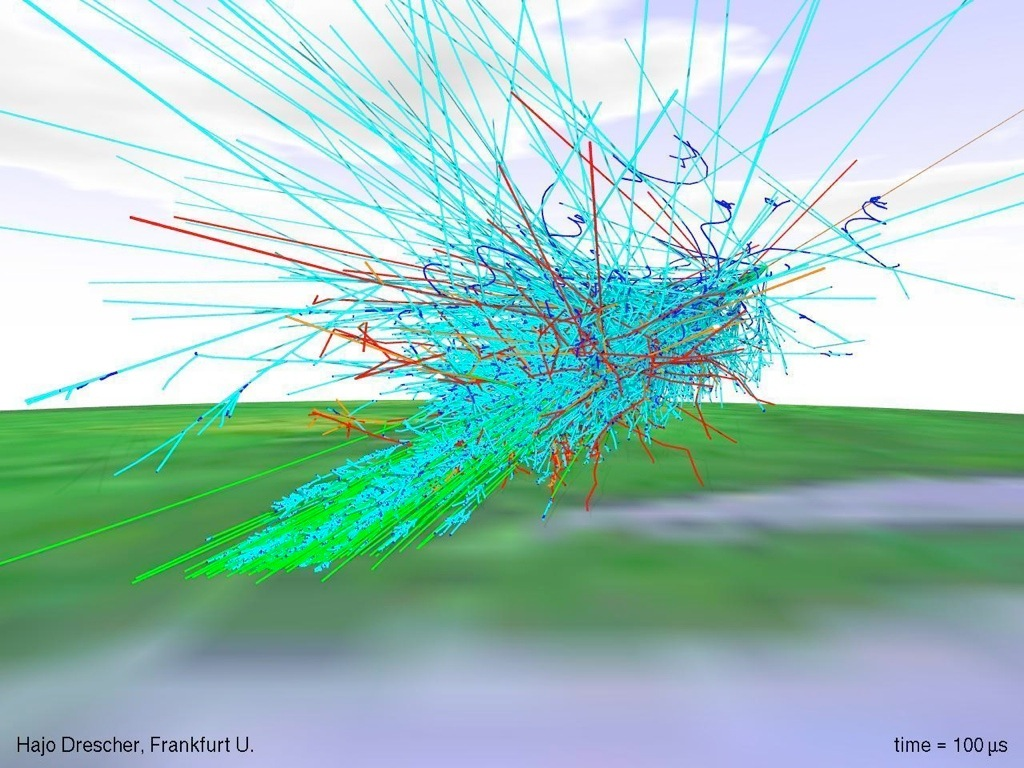 Hajo Drescher, Frankfurt U.
time = 100 µs